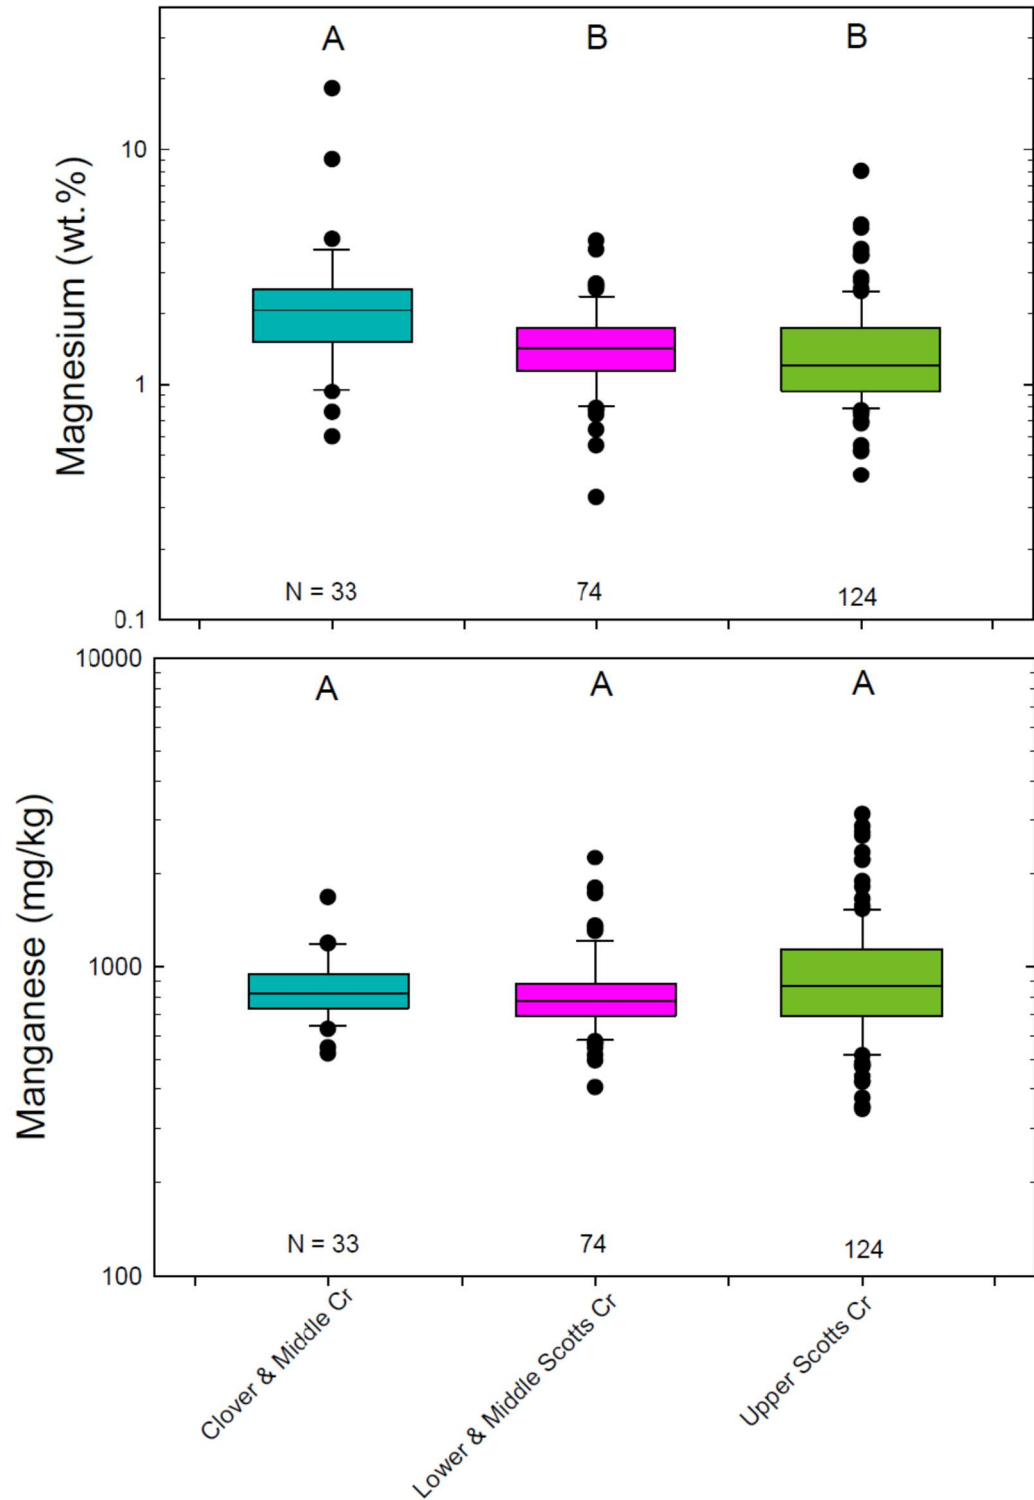 A B B
Magnesium (wt.%)
10
1
0.1
N = 33 74 124
A A A
Manganese (mg/kg)
10000
1000
100
N = 33 74 124
Clover & Middle Cr
Lower & Middle Scotts Cr
Upper Scotts Cr